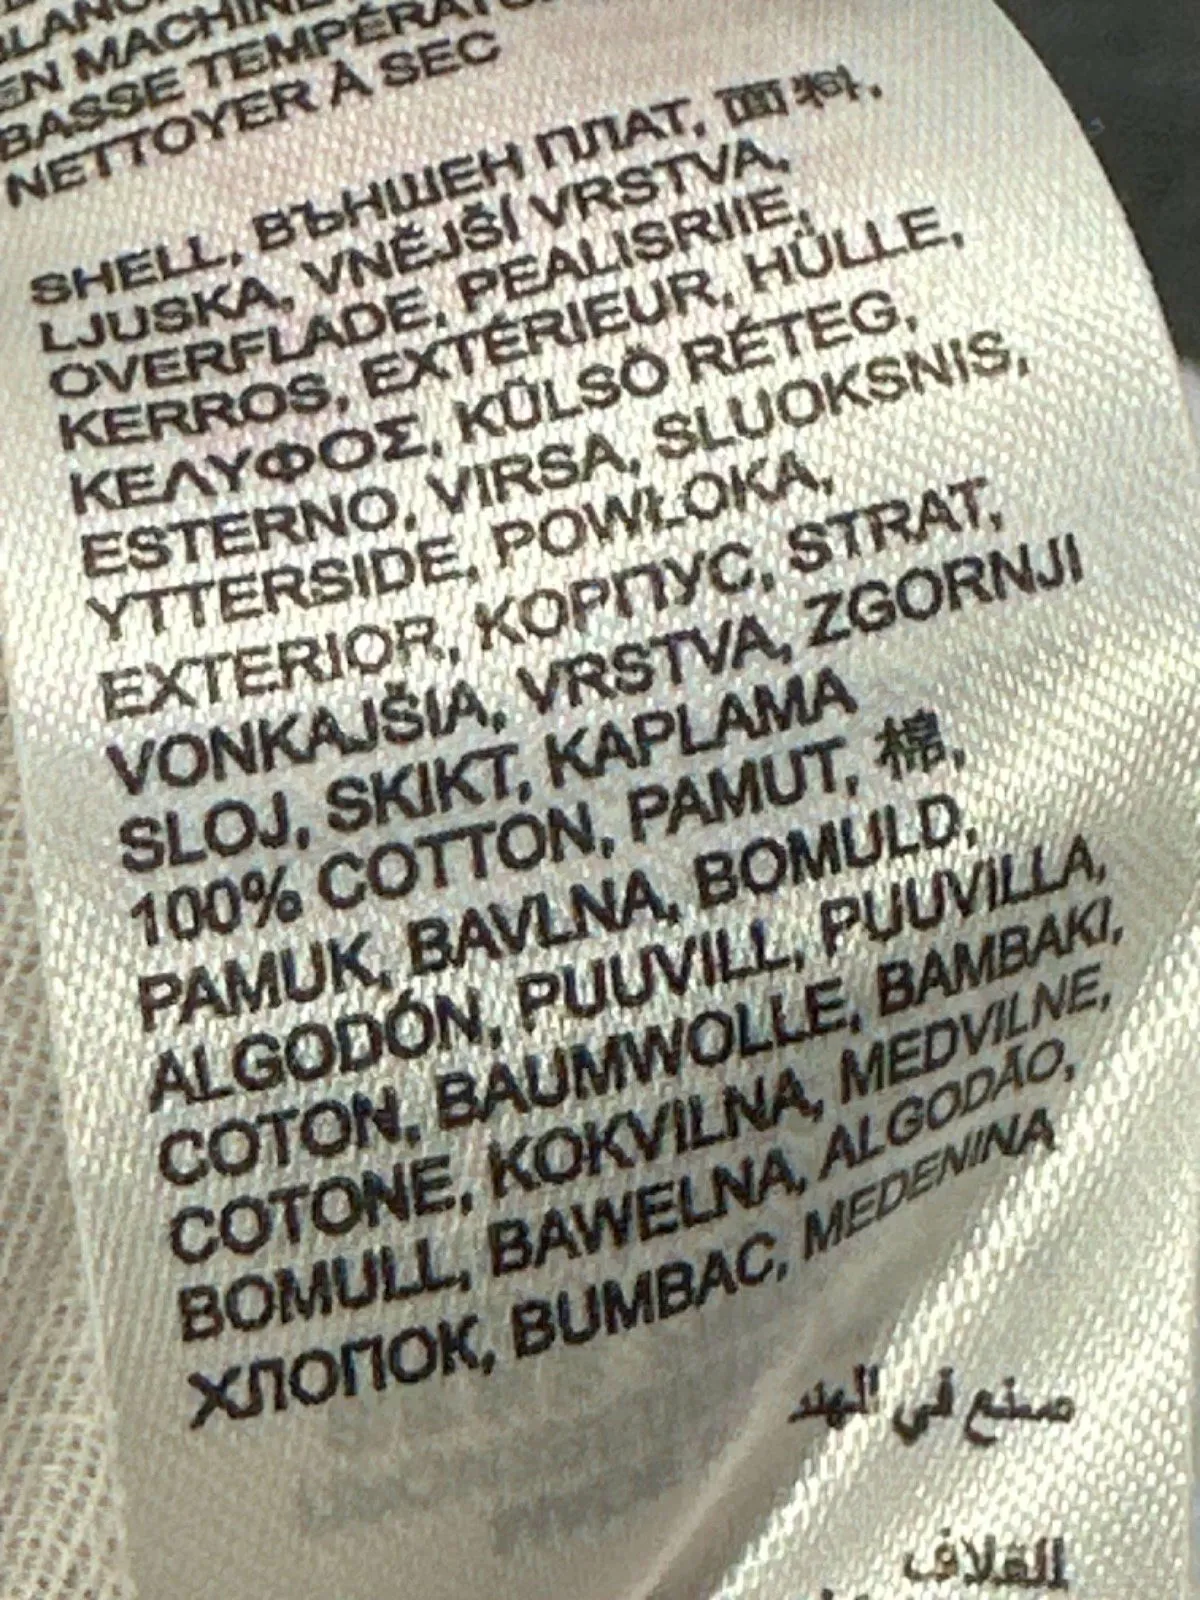 EN MACHINE
BASSE TEMPÉRATU
NETTOYER À SEC
SHELL, ВЪНШЕН ПЛАТ, 面料,
LJUSKA, VNĚJŠÍ VRSTVA,
OVERFLADE, PEALISRIIE,
KERROS, EXTÉRIEUR, HÜLLE,
ΚΕΛΥΦΟΣ, KÜLSÖ RÉTEG,
ESTERNO, VIRSA, SLUOKSNIS,
YTTERSIDE, POWŁOKA,
EXTERIOR, КОРПУС, STRAT,
VONKAJŠIA, VRSTVA, ZGORNJI
SLOJ, SKIKT, KAPLAMA
100% COTTON, PAMUT, 棉,
PAMUK, BAVLNA, BOMULD,
ALGODÓN, PUUVILL, PUUVILLA,
COTON, BAUMWOLLE, BAMBAKI,
COTONE, KOKVILNA, MEDVILNE,
BOMULL, BAWELNA, ALGODÃO,
ХЛОПОК, BUMBAC, MEDENINA
صنع في الهند
الغلاف